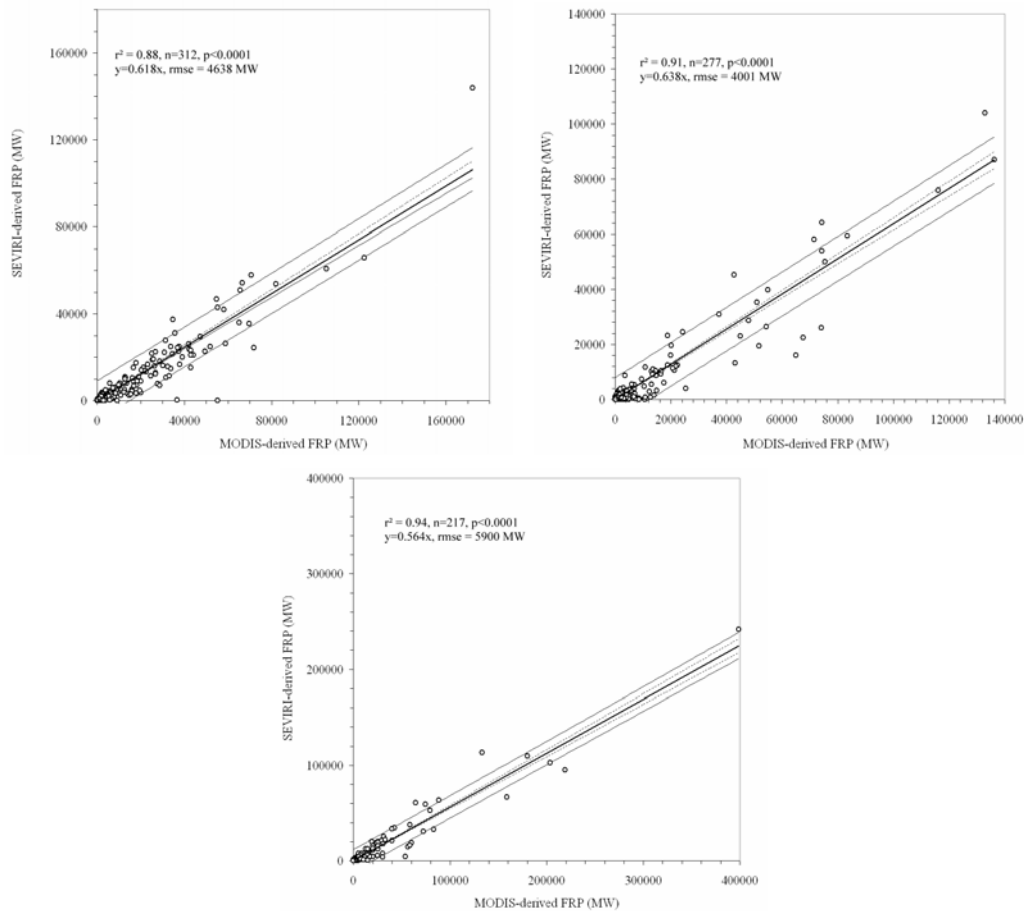 r² = 0.88, n=312, p<0.0001
y=0.618x, rmse = 4638 MW
SEVIRI-derived FRP (MW)
160000
120000
80000
40000
0
0 40000 80000 120000 160000
MODIS-derived FRP (MW)
r² = 0.91, n=277, p<0.0001
y=0.638x, rmse = 4001 MW
SEVIRI-derived FRP (MW)
140000
120000
100000
80000
60000
40000
20000
0
0 20000 40000 60000 80000 100000 120000 140000
MODIS-derived FRP (MW)
r² = 0.94, n=217, p<0.0001
y=0.564x, rmse = 5900 MW
SEVIRI-derived FRP (MW)
400000
300000
200000
100000
0
0 100000 200000 300000 400000
MODIS-derived FRP (MW)